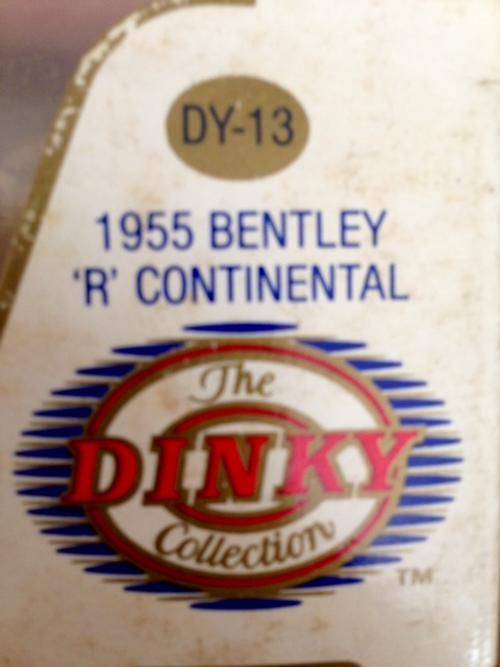 DY-13
1955 BENTLEY
'R' CONTINENTAL
The
DINKY
Collection
TM